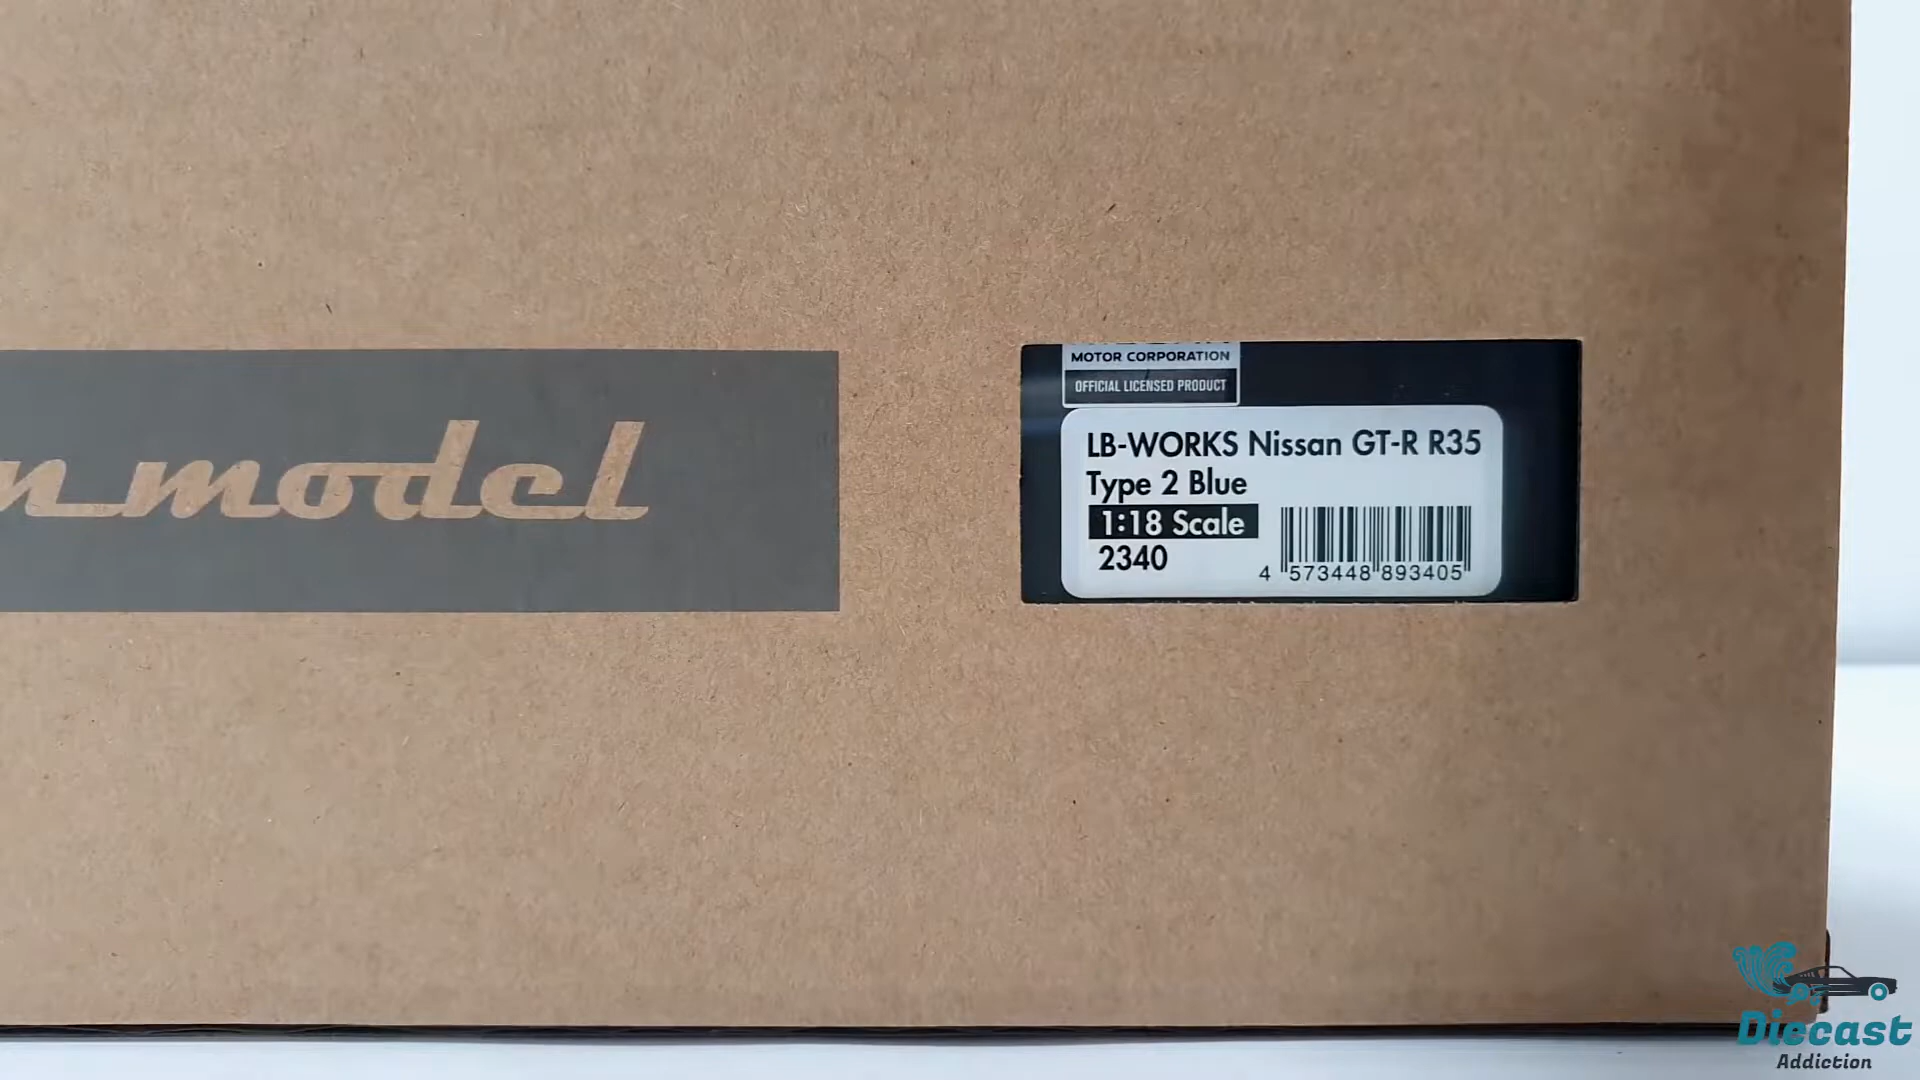 n model
MOTOR CORPORATION
OFFICIAL LICENSED PRODUCT
LB-WORKS Nissan GT-R R35
Type 2 Blue
1:18 Scale
2340
4 573448 893405
Diecast
Addiction